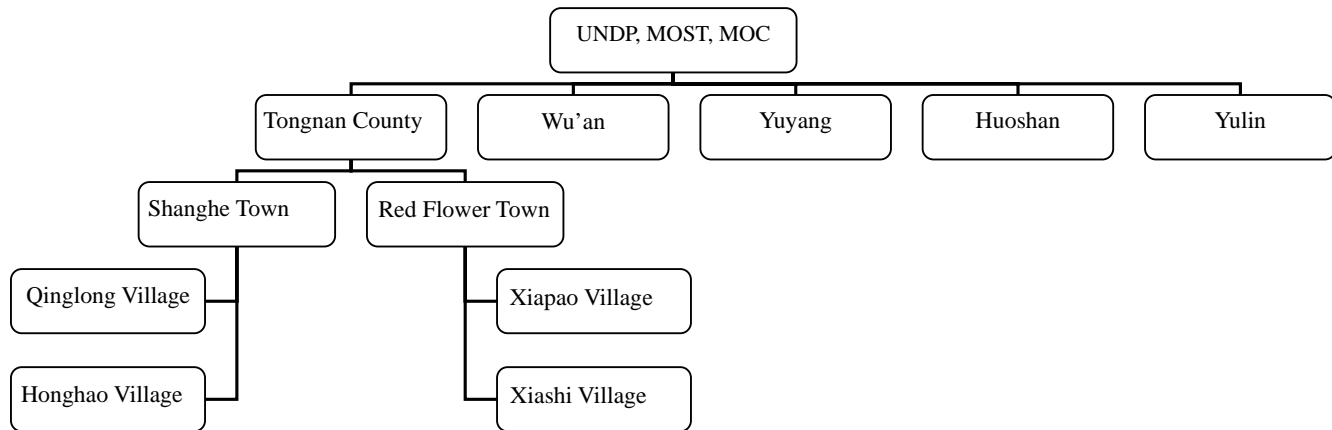 UNDP, MOST, MOC
Tongnan County
Wu’an
Yuyang
Huoshan
Yulin
Shanghe Town
Red Flower Town
Qinglong Village
Xiapao Village
Honghao Village
Xiashi Village